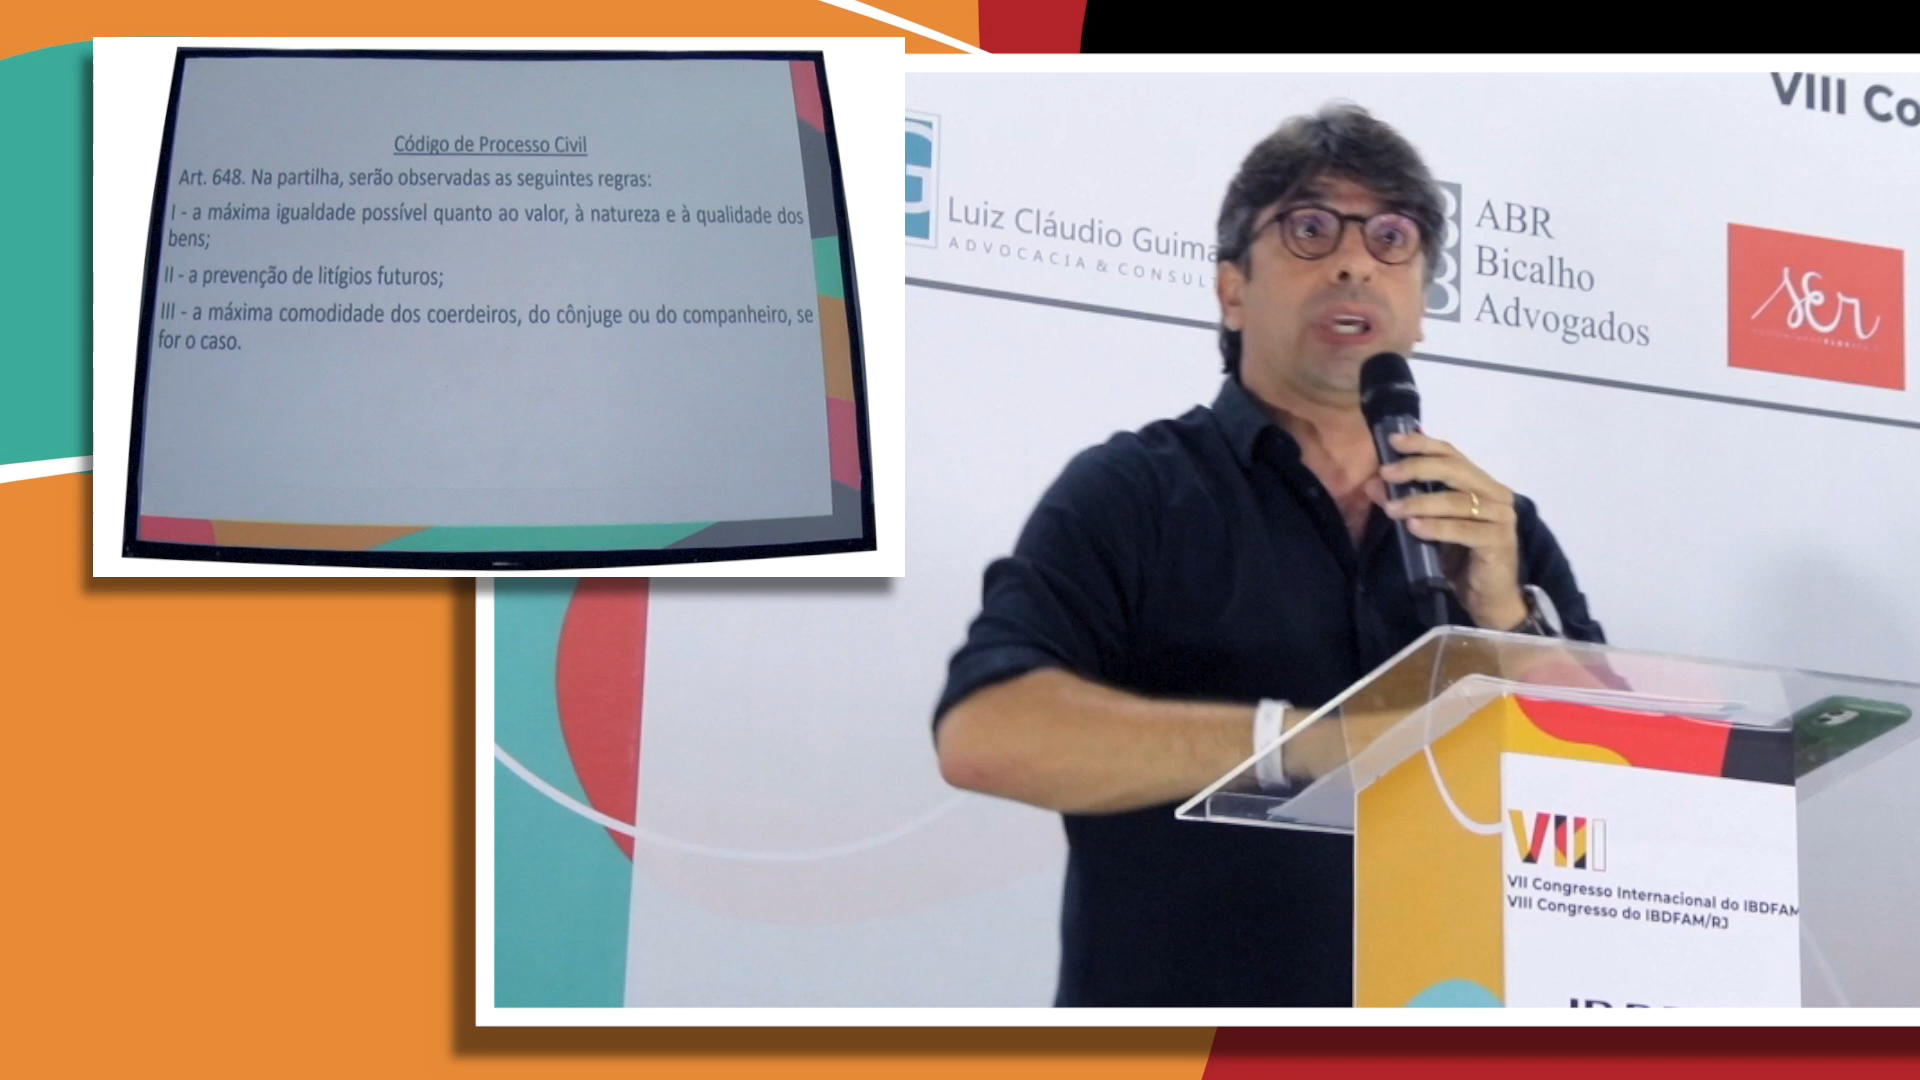 Código de Processo Civil
Art. 648. Na partilha, serão observadas as seguintes regras:
I - a máxima igualdade possível quanto ao valor, à natureza e à qualidade dos
bens;
II - a prevenção de litígios futuros;
III - a máxima comodidade dos coerdeiros, do cônjuge ou do companheiro, se
for o caso.
VIII Co
G
Luiz Cláudio Guima
ADVOCACIA & CONSULT
ABR
Bicalho
Advogados
ser
VIII
VII Congresso Internacional do IBDFAM
VIII Congresso do IBDFAM/RJ